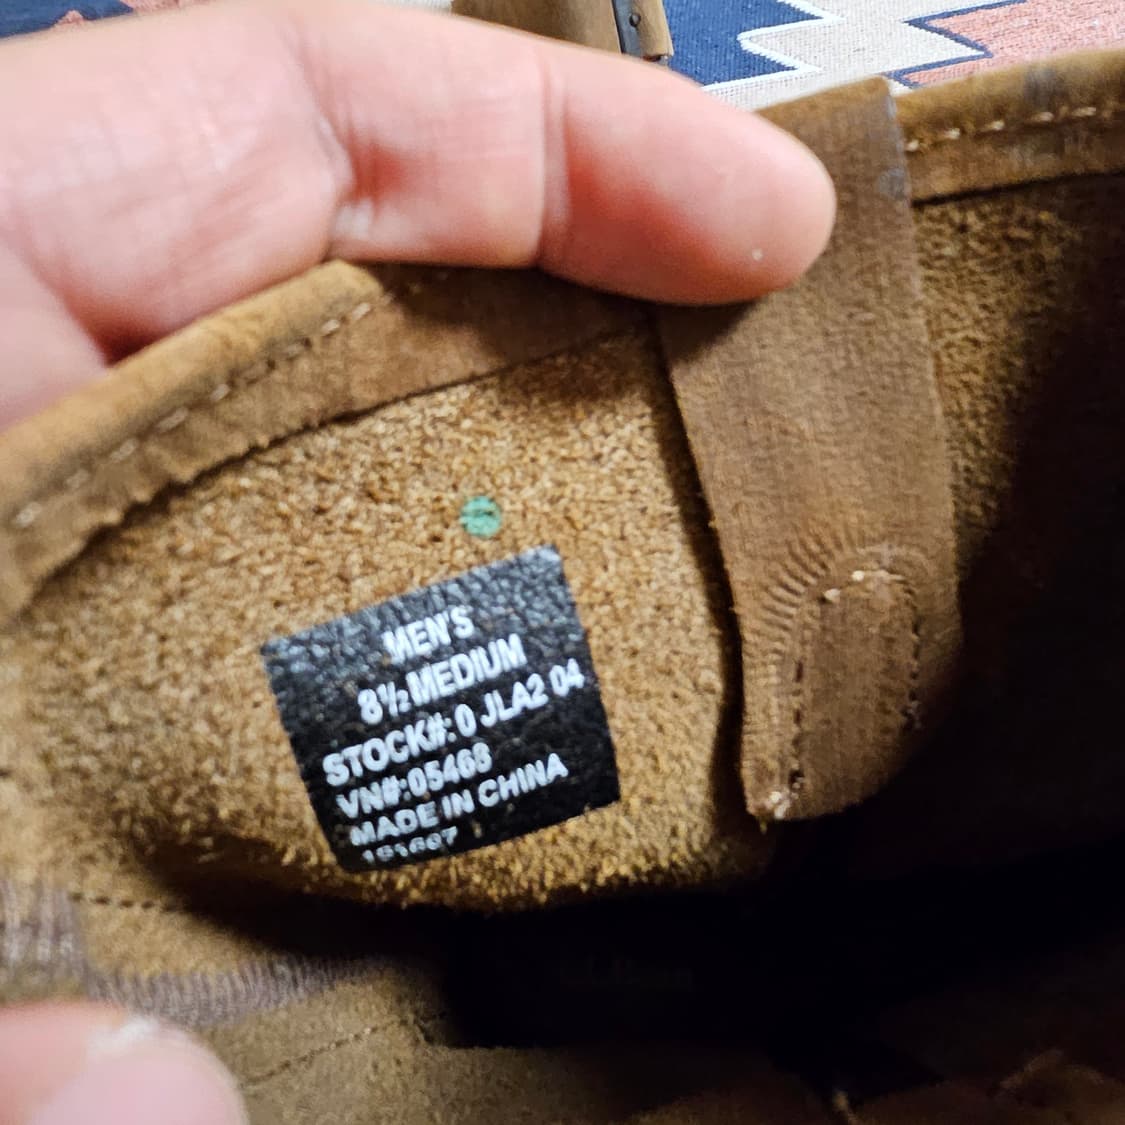 MEN'S
8½ MEDIUM
STOCK#: 0 JLA2 04
VN#:05468
MADE IN CHINA